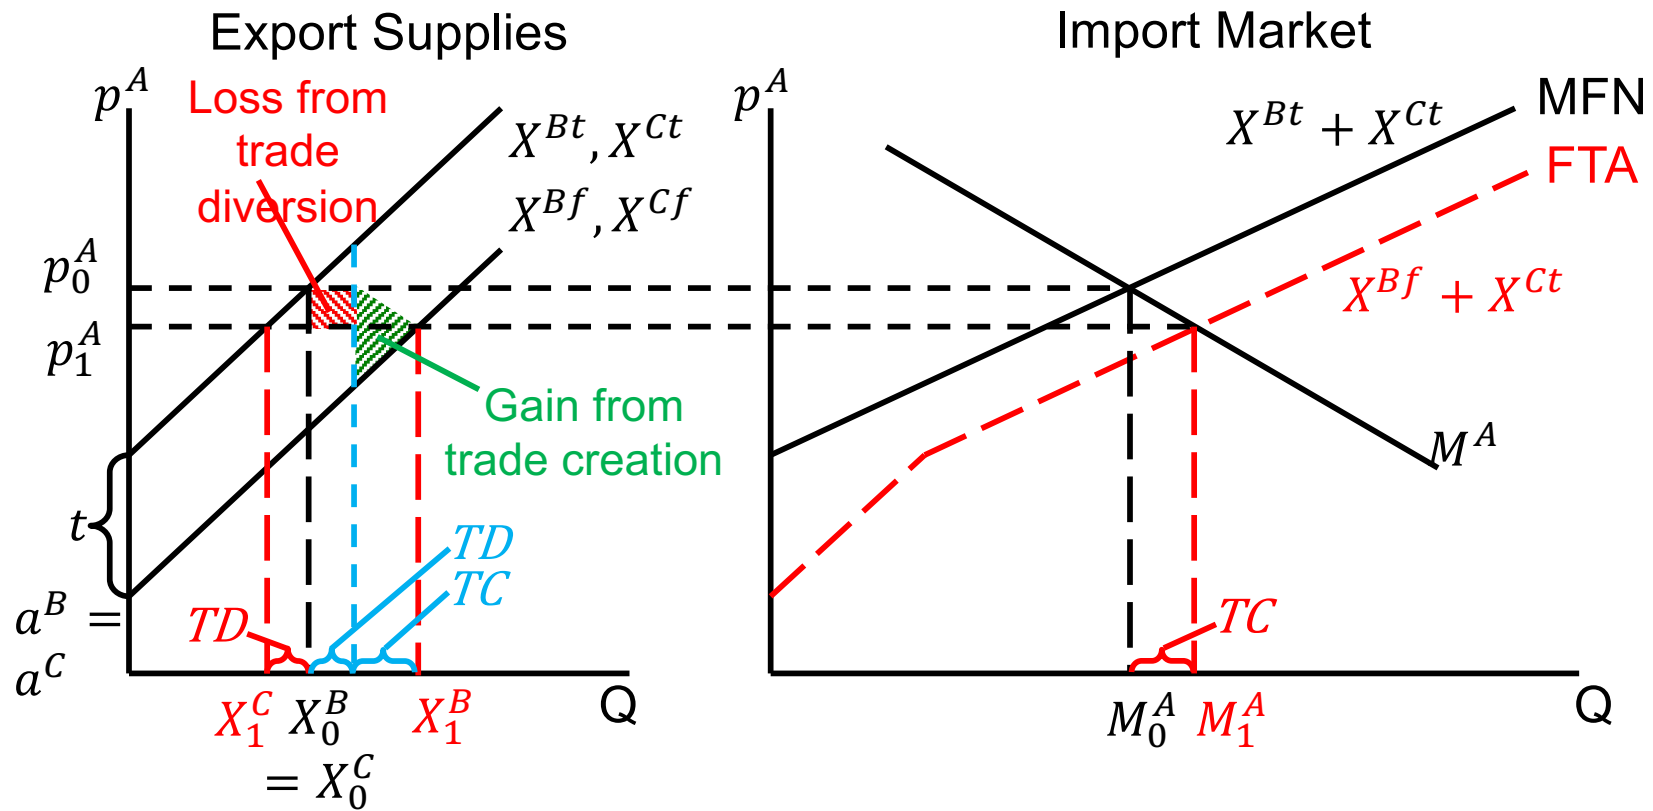 Export Supplies
Import Market
p^A
Loss from
trade
diversion
X^{Bt}, X^{Ct}
X^{Bf}, X^{Cf}
p_0^A
p_1^A
Gain from
trade creation
t
TD
TC
a^B =
a^C
TD
X_1^C
X_0^B
= X_0^C
X_1^B
Q
p^A
X^{Bt} + X^{Ct}
MFN
FTA
X^{Bf} + X^{Ct}
M^A
TC
M_0^A
M_1^A
Q